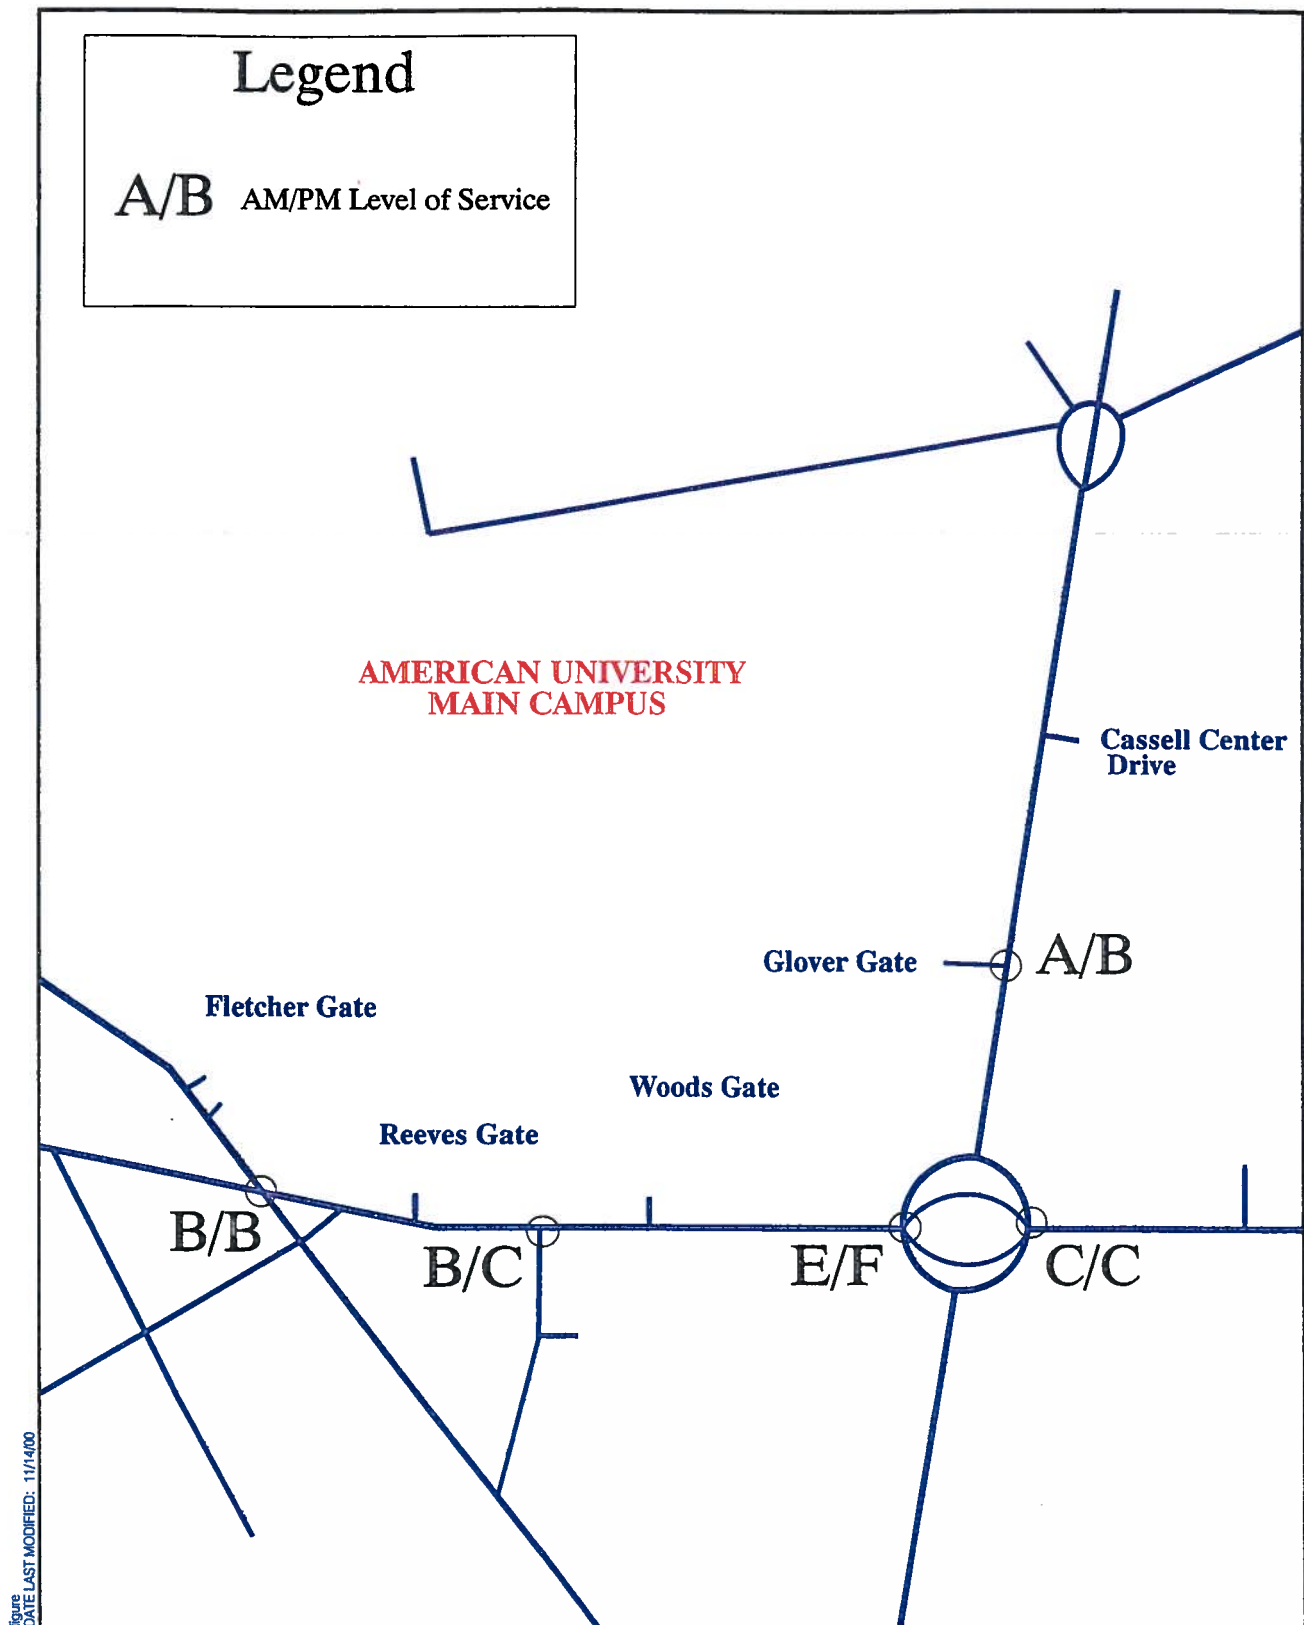 Legend
A/B AM/PM Level of Service
AMERICAN UNIVERSITY
MAIN CAMPUS
Cassell Center
Drive
Glover Gate
A/B
Fletcher Gate
Woods Gate
Reeves Gate
B/B
B/C
E/F
C/C
DATE LAST MODIFIED: 11/14/00